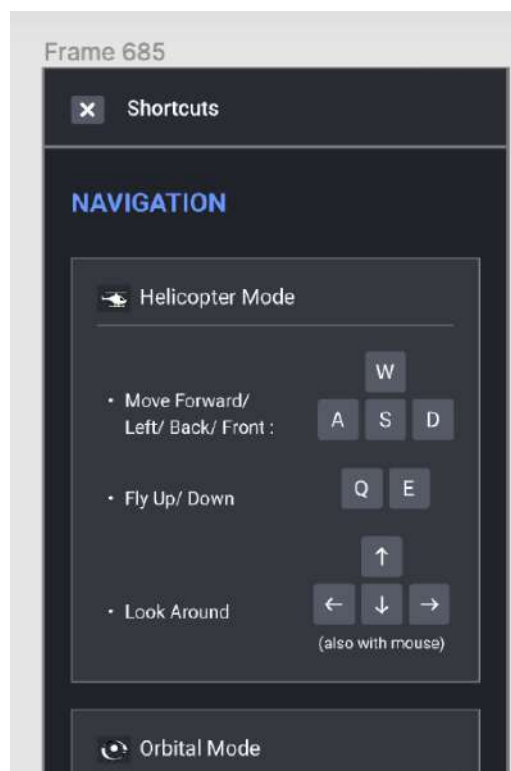 Frame 685
Shortcuts
NAVIGATION
Helicopter Mode
W
• Move Forward/
Left/ Back/ Front :
A S D
• Fly Up/ Down
Q E
↑
• Look Around
← ↓ →
(also with mouse)
Orbital Mode